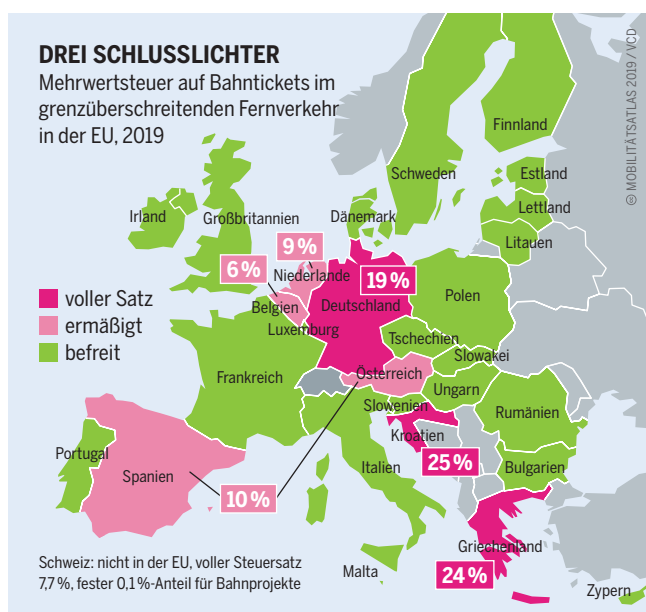 DREI SCHLUSSLICHTER
Mehrwertsteuer auf Bahntickets im
grenzüberschreitenden Fernverkehr
in der EU, 2019
© MOBILITÄTSATLAS 2019 / VCD
Finnland
Schweden
Estland
Lettland
Litauen
Irland
Großbritannien
Dänemark
9 %
6 %
Niederlande
19 %
voller Satz
ermäßigt
befreit
Belgien
Deutschland
Polen
Luxemburg
Tschechien
Slowakei
Frankreich
Österreich
Ungarn
Slowenien
Rumänien
Kroatien
Portugal
Spanien
Italien
25 %
Bulgarien
10 %
Griechenland
Schweiz: nicht in der EU, voller Steuersatz
7,7 %, fester 0,1 %-Anteil für Bahnprojekte
Malta
24 %
Zypern